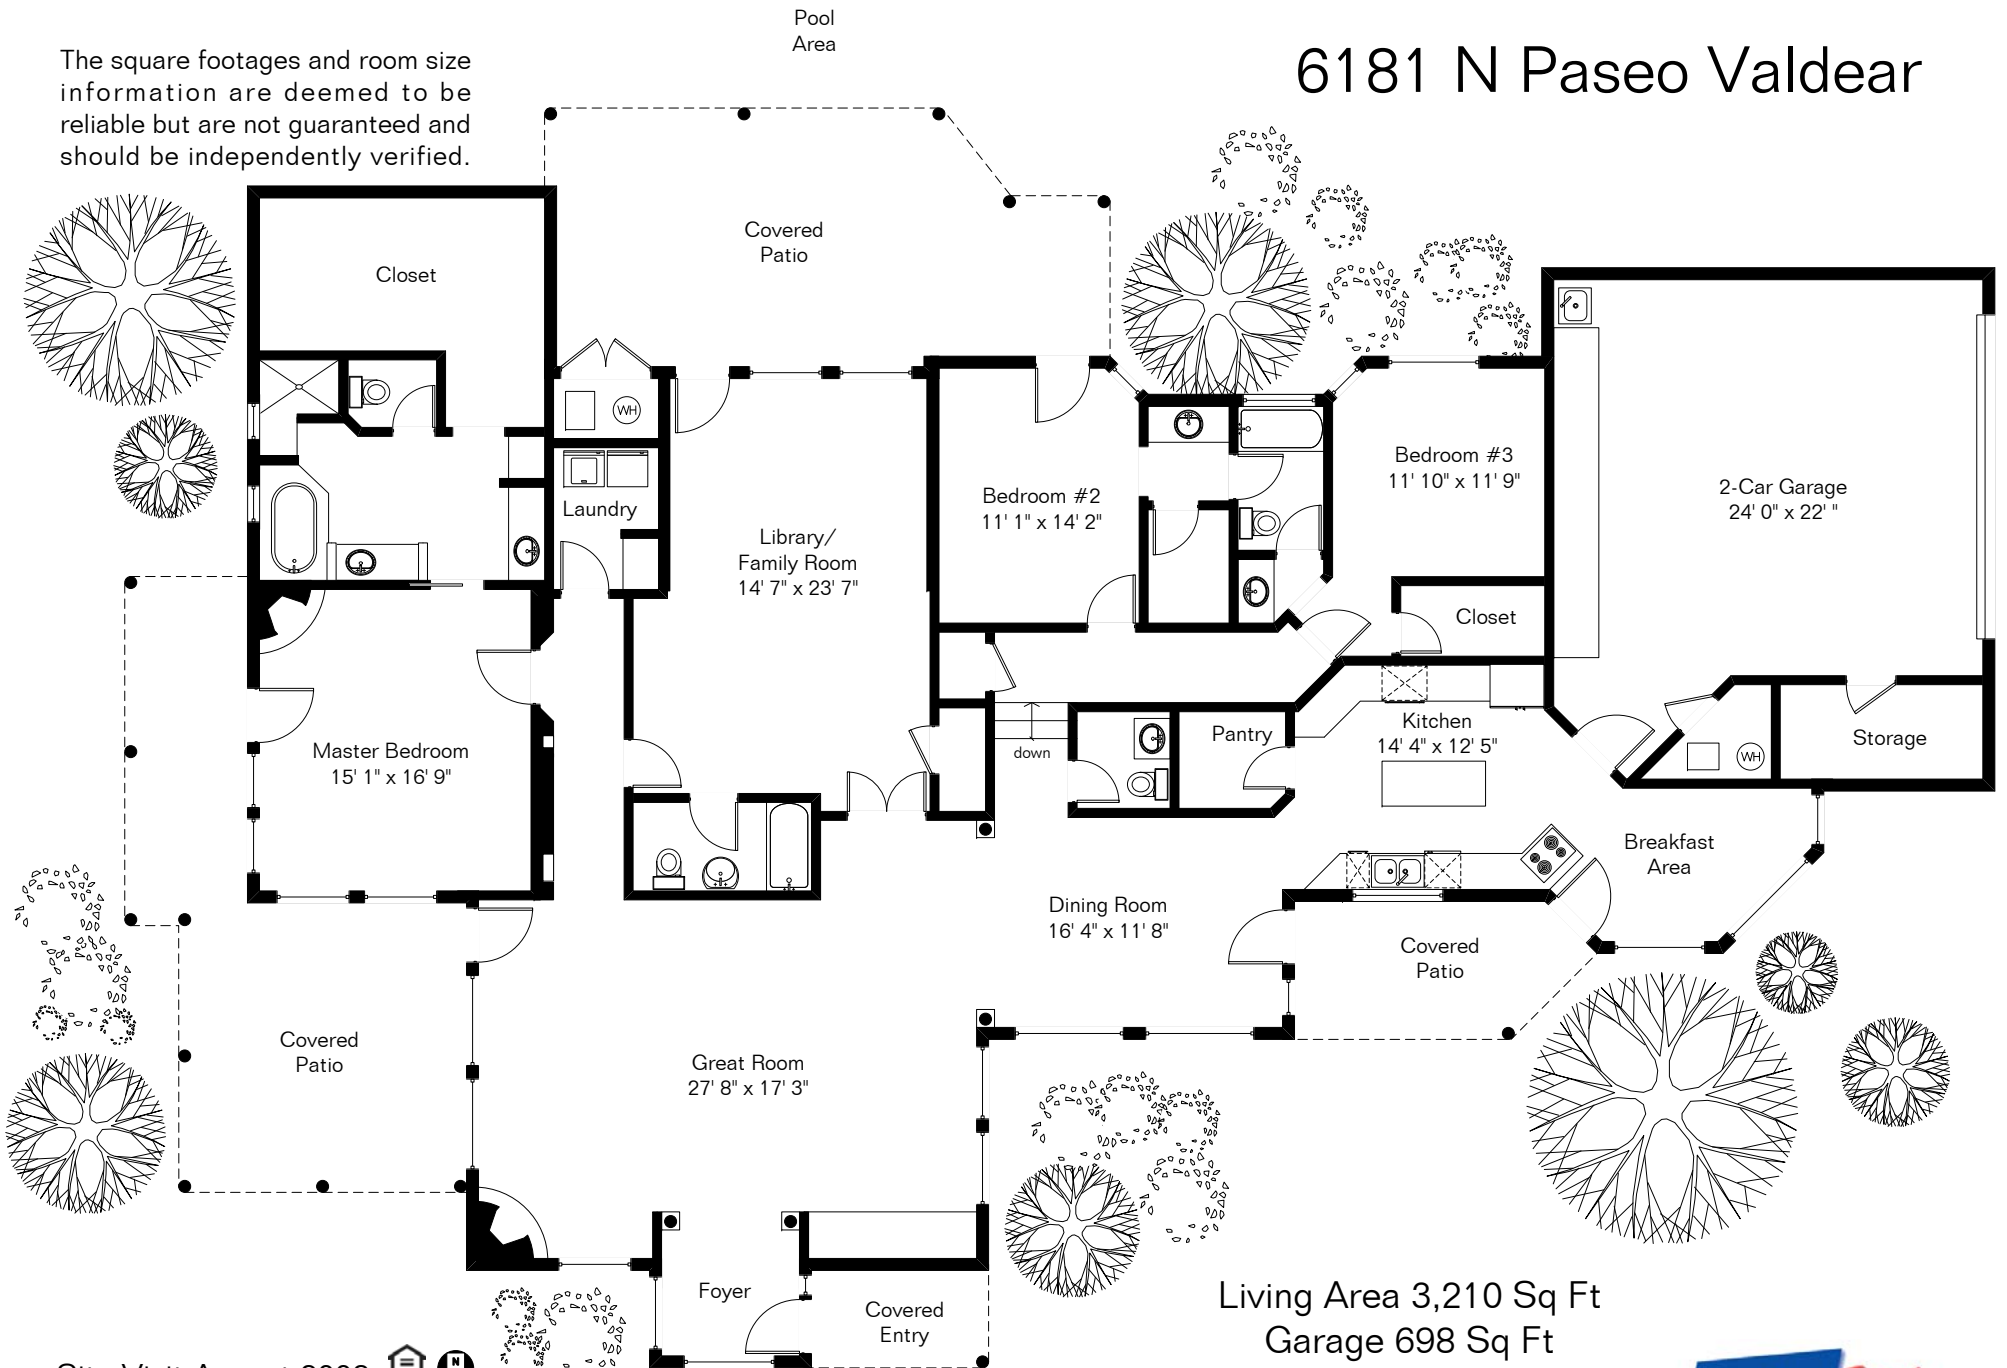 Pool
Area
The square footages and room size
information are deemed to be
reliable but are not guaranteed and
should be independently verified.
6181 N Paseo Valdear
Covered
Patio
Closet
WH
Laundry
Library/
Family Room
14' 7" x 23' 7"
Bedroom #2
11' 1" x 14' 2"
Bedroom #3
11' 10" x 11' 9"
2-Car Garage
24' 0" x 22' "
Closet
Master Bedroom
15' 1" x 16' 9"
down
Pantry
Kitchen
14' 4" x 12' 5"
WH
Storage
Breakfast
Area
Dining Room
16' 4" x 11' 8"
Covered
Patio
Covered
Patio
Great Room
27' 8" x 17' 3"
Foyer
Covered
Entry
Living Area 3,210 Sq Ft
Garage 698 Sq Ft
N